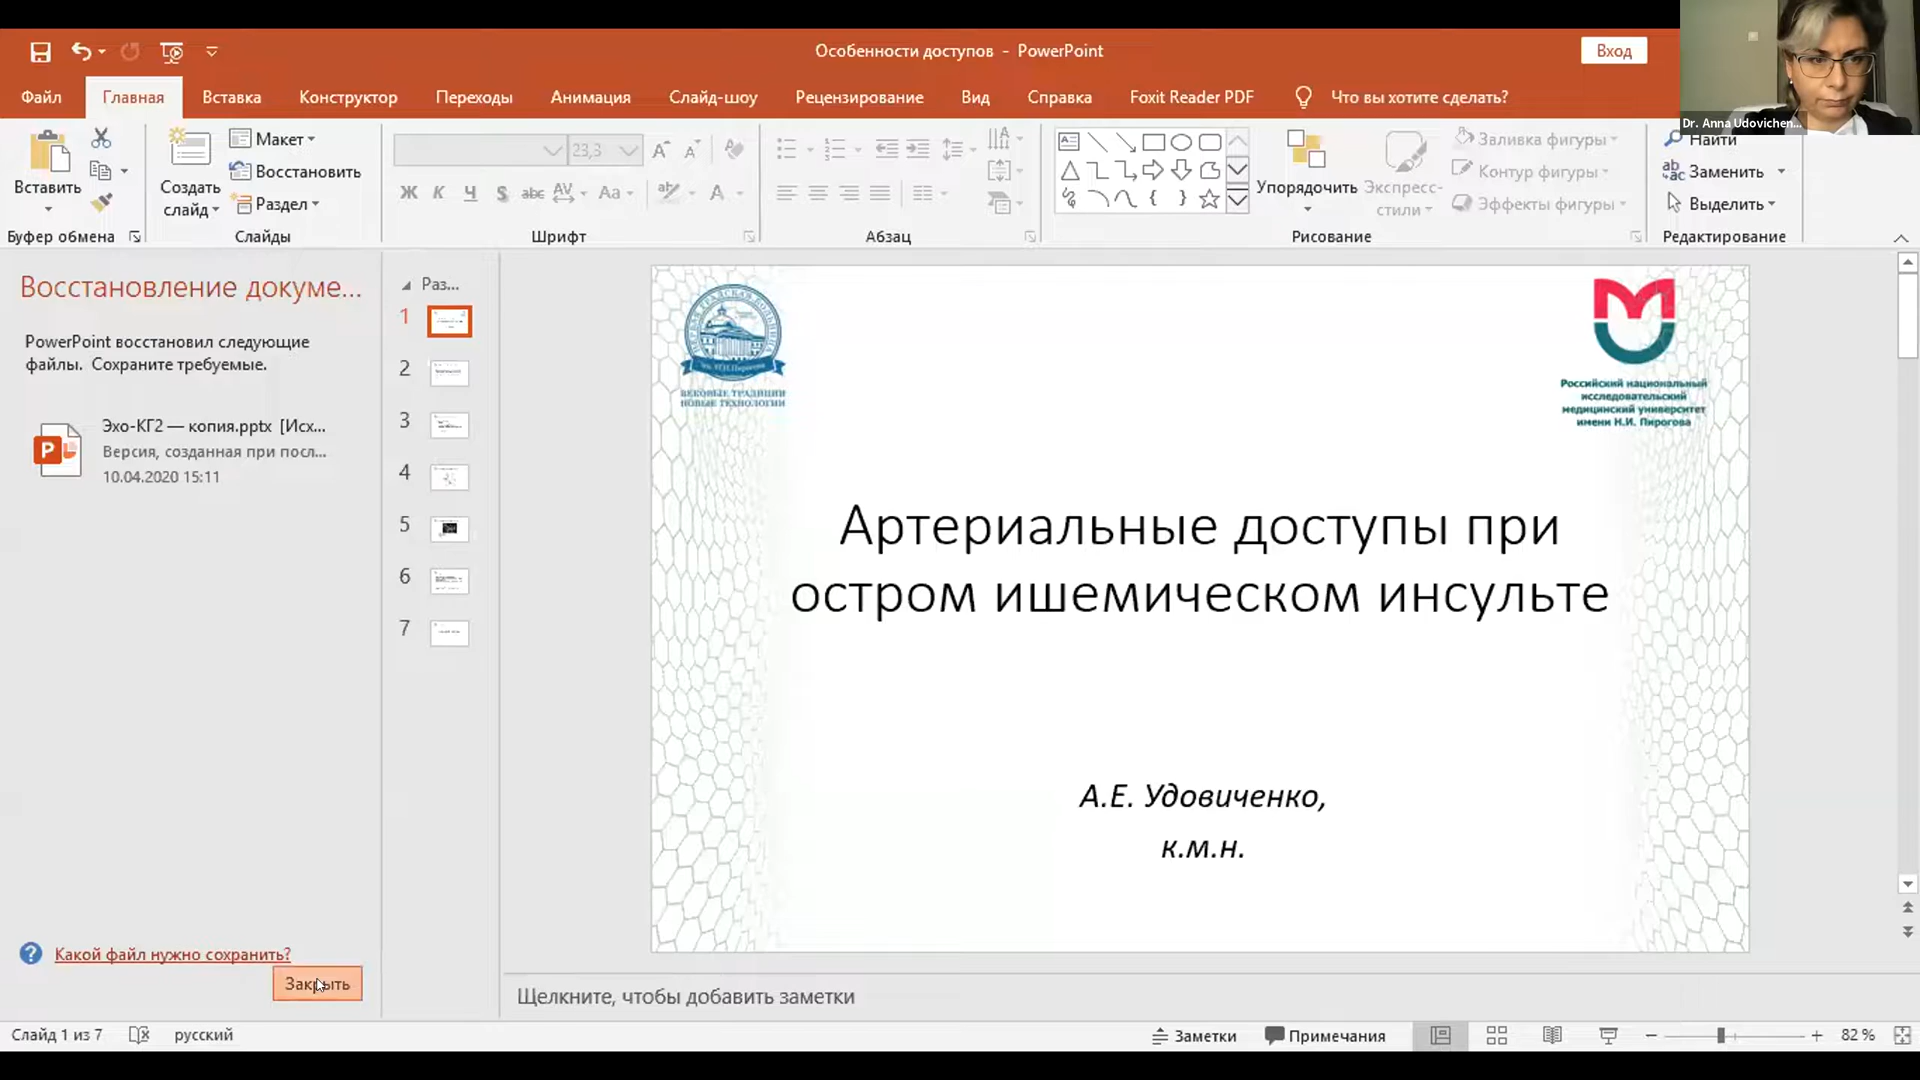 Особенности доступов - PowerPoint
Вход
Файл
Главная
Вставка
Конструктор
Переходы
Анимация
Слайд-шоу
Рецензирование
Вид
Справка
Foxit Reader PDF
Что вы хотите сделать?
Dr. Anna Udovichen...
Вставить
Буфер обмена
Создать
слайд
Макет
Восстановить
Раздел
Слайды
23,3
Ж К Ч S abc AV Aa
Шрифт
Абзац
Упорядочить
Экспресс-
стили
Заливка фигуры
Контур фигуры
Эффекты фигуры
Рисование
Найти
Заменить
Выделить
Редактирование
Восстановление докуме...
PowerPoint восстановил следующие
файлы. Сохраните требуемые.
Эхо-КГ2 — копия.pptx [Исх...
Версия, созданная при посл...
10.04.2020 15:11
Какой файл нужно сохранить?
Закрыть
Раз...
1
2
3
4
5
6
7
ВЕКОВЫЕ ТРАДИЦИИ
НОВЫЕ ТЕХНОЛОГИИ
Российский национальный
исследовательский
медицинский университет
имени Н.И. Пирогова
Артериальные доступы при
остром ишемическом инсульте
А.Е. Удовиченко,
к.м.н.
Щелкните, чтобы добавить заметки
Слайд 1 из 7
русский
Заметки
Примечания
82 %